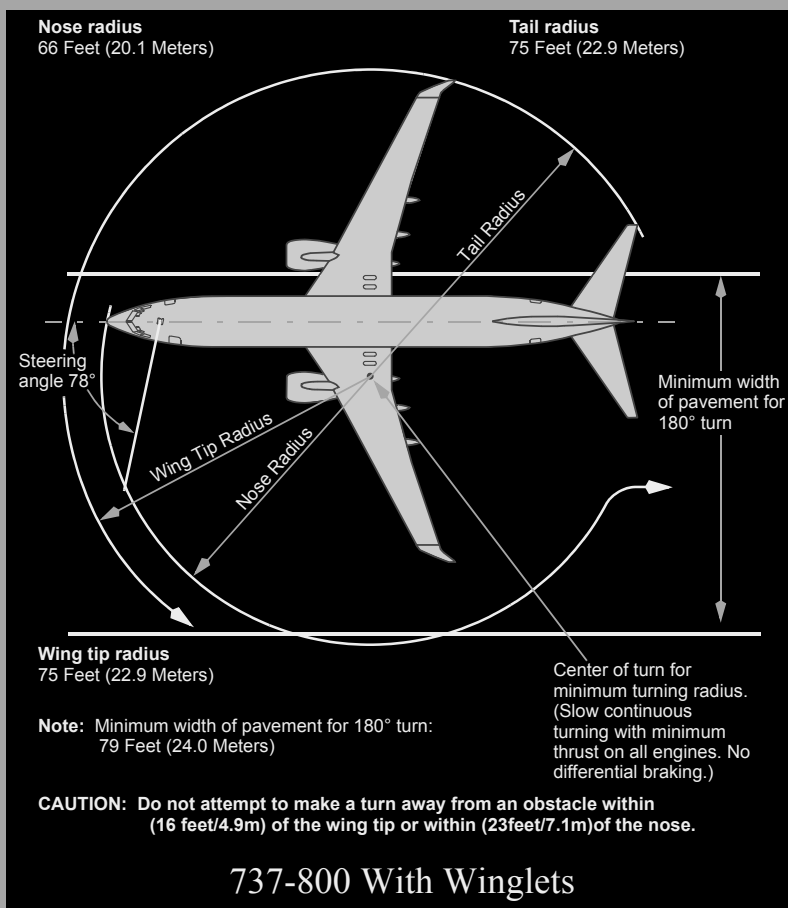 Nose radius
66 Feet (20.1 Meters)
Tail radius
75 Feet (22.9 Meters)
Tail Radius
Steering
angle 78°
Wing Tip Radius
Nose Radius
Minimum width
of pavement for
180° turn
Wing tip radius
75 Feet (22.9 Meters)
Center of turn for
minimum turning radius.
(Slow continuous
turning with minimum
thrust on all engines. No
differential braking.)
Note: Minimum width of pavement for 180° turn:
79 Feet (24.0 Meters)
CAUTION: Do not attempt to make a turn away from an obstacle within
(16 feet/4.9m) of the wing tip or within (23feet/7.1m)of the nose.
737-800 With Winglets